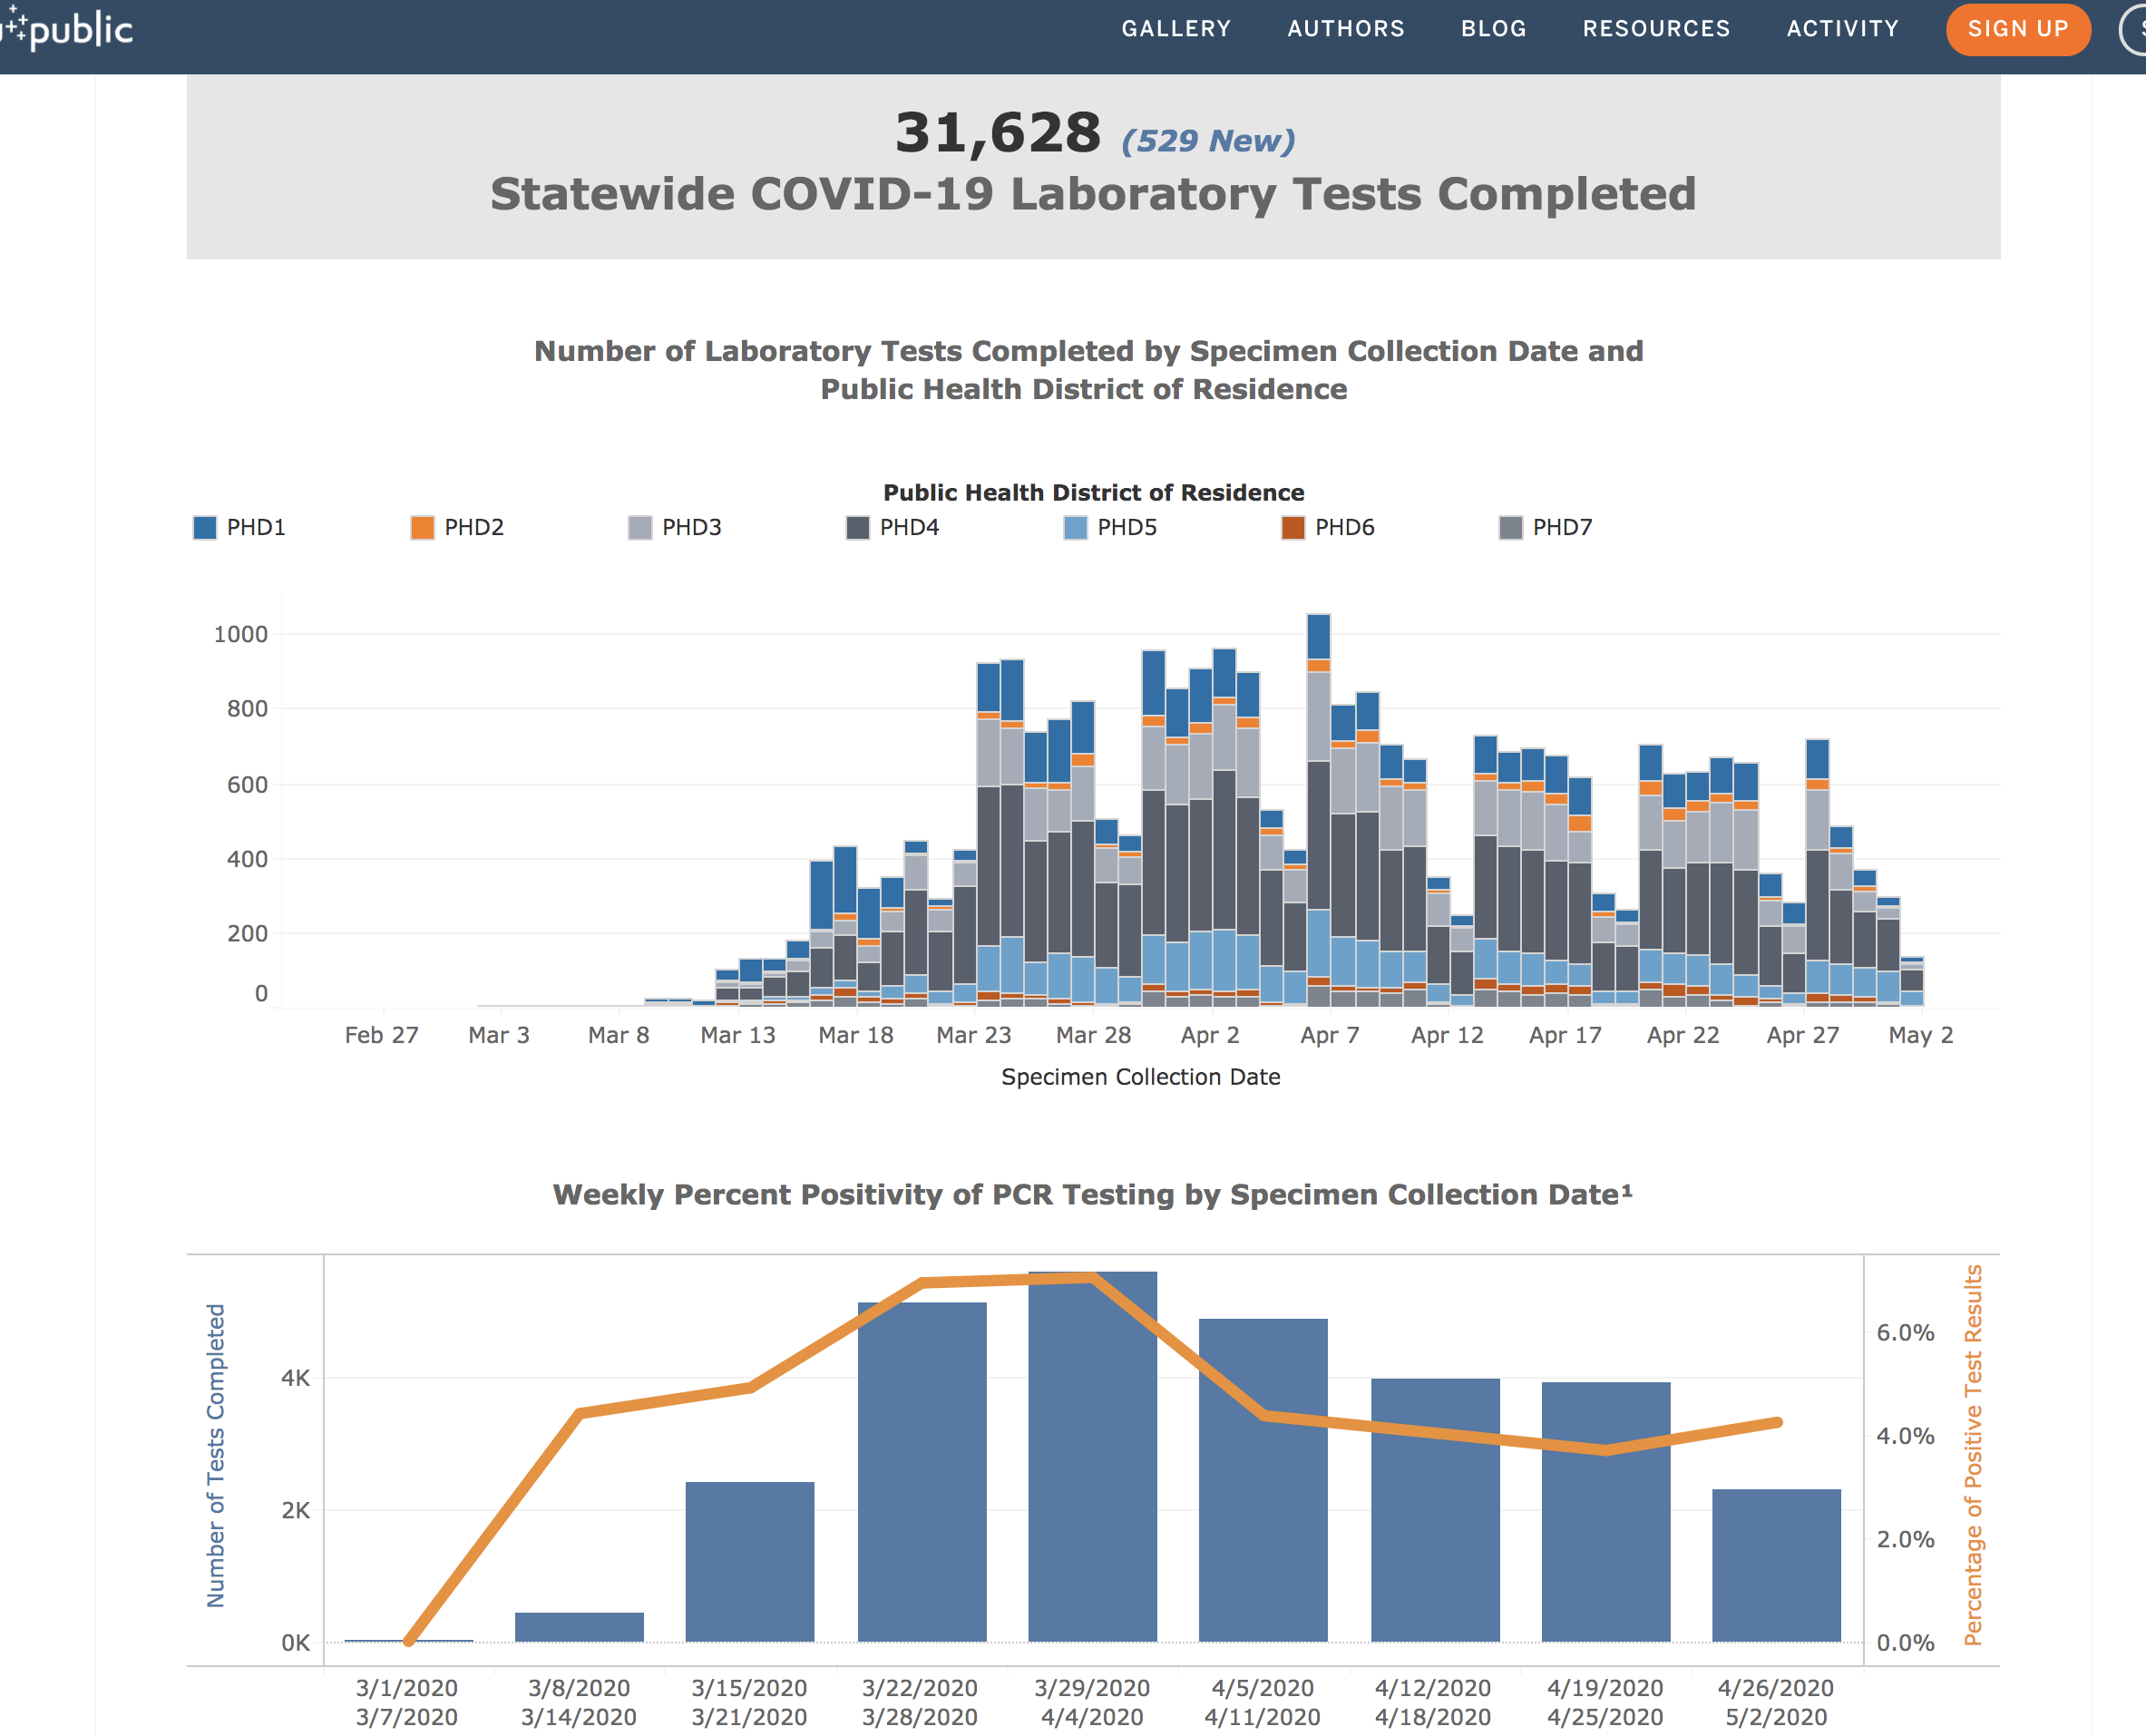 public
GALLERY AUTHORS BLOG RESOURCES ACTIVITY SIGN UP
31,628 (529 New)
Statewide COVID-19 Laboratory Tests Completed
Number of Laboratory Tests Completed by Specimen Collection Date and
Public Health District of Residence
Public Health District of Residence
PHD1 PHD2 PHD3 PHD4 PHD5 PHD6 PHD7
1000
800
600
400
200
0
Feb 27 Mar 3 Mar 8 Mar 13 Mar 18 Mar 23 Mar 28 Apr 2 Apr 7 Apr 12 Apr 17 Apr 22 Apr 27 May 2
Specimen Collection Date
Weekly Percent Positivity of PCR Testing by Specimen Collection Date¹
Number of Tests Completed
4K
2K
0K
6.0%
4.0%
2.0%
0.0%
Percentage of Positive Test Results
3/1/2020 3/8/2020 3/15/2020 3/22/2020 3/29/2020 4/5/2020 4/12/2020 4/19/2020 4/26/2020
3/7/2020 3/14/2020 3/21/2020 3/28/2020 4/4/2020 4/11/2020 4/18/2020 4/25/2020 5/2/2020